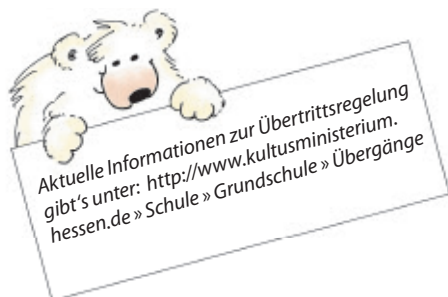 Aktuelle Informationen zur Übertrittsregelung
gibt's unter: http://www.kultusministerium.
hessen.de » Schule » Grundschule » Übergänge